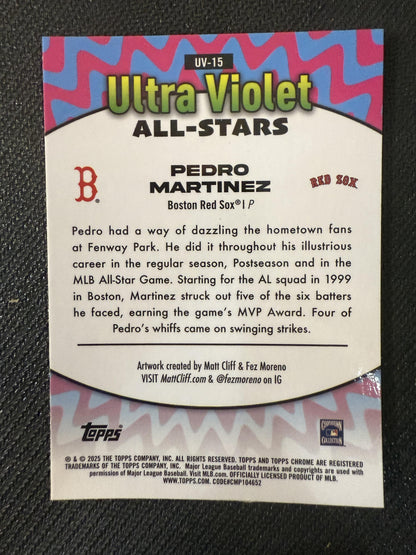 UV-15
Ultra Violet
ALL-STARS
B
PEDRO
MARTINEZ
RED SOX
Boston Red Sox® | P
Pedro had a way of dazzling the hometown fans
at Fenway Park. He did it throughout his illustrious
career in the regular season, Postseason and in the
MLB All-Star Game. Starting for the AL squad in 1999
in Boston, Martinez struck out five of the six batters
he faced, earning the game's MVP Award. Four of
Pedro's whiffs came on swinging strikes.
Artwork created by Matt Cliff & Fez Moreno
VISIT MattCliff.com & @fezmoreno on IG
Topps
COOPERSTOWN
COLLECTION
® & © 2025 THE TOPPS COMPANY, INC. ALL RIGHTS RESERVED. TOPPS AND TOPPS CHROME ARE REGISTERED
TRADEMARKS OF THE TOPPS COMPANY, INC. Major League Baseball trademarks and copyrights are used with
permission of Major League Baseball. Visit MLB.com. OFFICIALLY LICENSED PRODUCT OF MLB.
WWW.TOPPS.COM. CODE#CMP104652